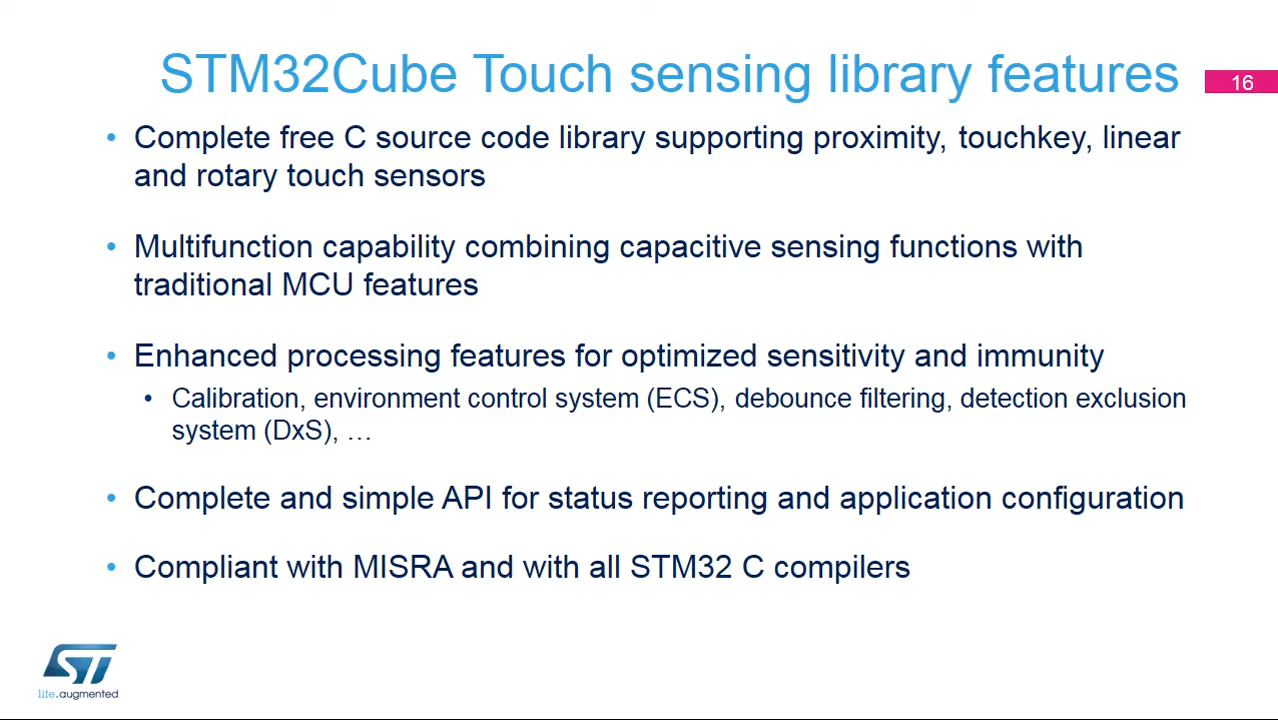 STM32Cube Touch sensing library features
16
• Complete free C source code library supporting proximity, touchkey, linear
and rotary touch sensors
• Multifunction capability combining capacitive sensing functions with
traditional MCU features
• Enhanced processing features for optimized sensitivity and immunity
• Calibration, environment control system (ECS), debounce filtering, detection exclusion
system (DxS), …
• Complete and simple API for status reporting and application configuration
• Compliant with MISRA and with all STM32 C compilers
ST
life.augmented